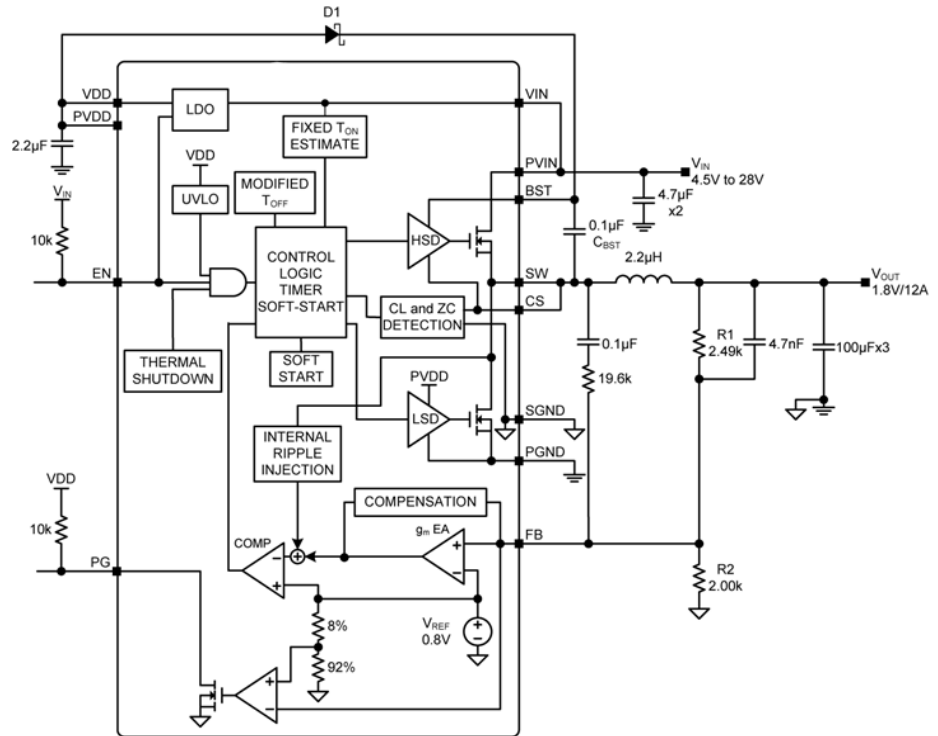 D1
VDD
LDO
VIN
PVDD
FIXED TON
ESTIMATE
2.2µF
VDD
PVIN
VIN
4.5V to 28V
VIN
UVLO
MODIFIED
TOFF
BST
4.7µF
x2
10k
HSD
0.1µF
CBST
2.2µH
CONTROL
LOGIC
TIMER
SOFT-START
EN
SW
VOUT
1.8V/12A
CS
CL and ZC
DETECTION
R1
2.49k
4.7nF
0.1µF
100µFx3
THERMAL
SHUTDOWN
SOFT
START
19.6k
PVDD
LSD
SGND
INTERNAL
RIPPLE
INJECTION
PGND
VDD
COMPENSATION
10k
gm EA
COMP
FB
PG
R2
2.00k
8%
VREF
0.8V
92%